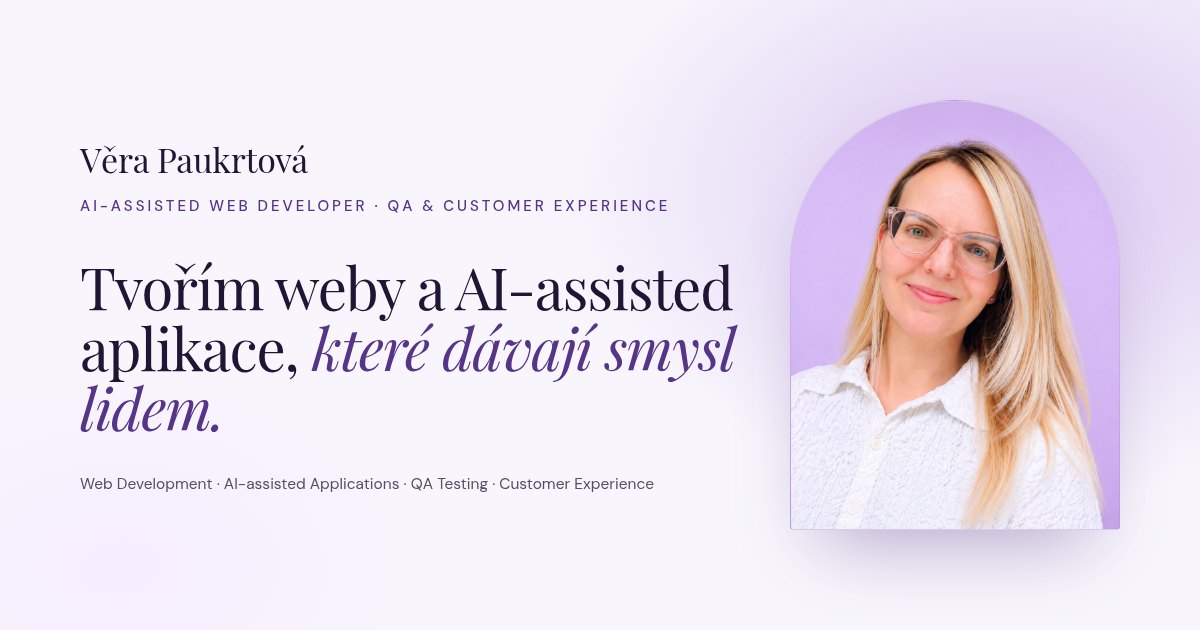 Věra Paukrtová
AI-ASSISTED WEB DEVELOPER · QA & CUSTOMER EXPERIENCE
Tvořím weby a AI-assisted
aplikace, které dávají smysl
lidem.
Web Development · AI-assisted Applications · QA Testing · Customer Experience